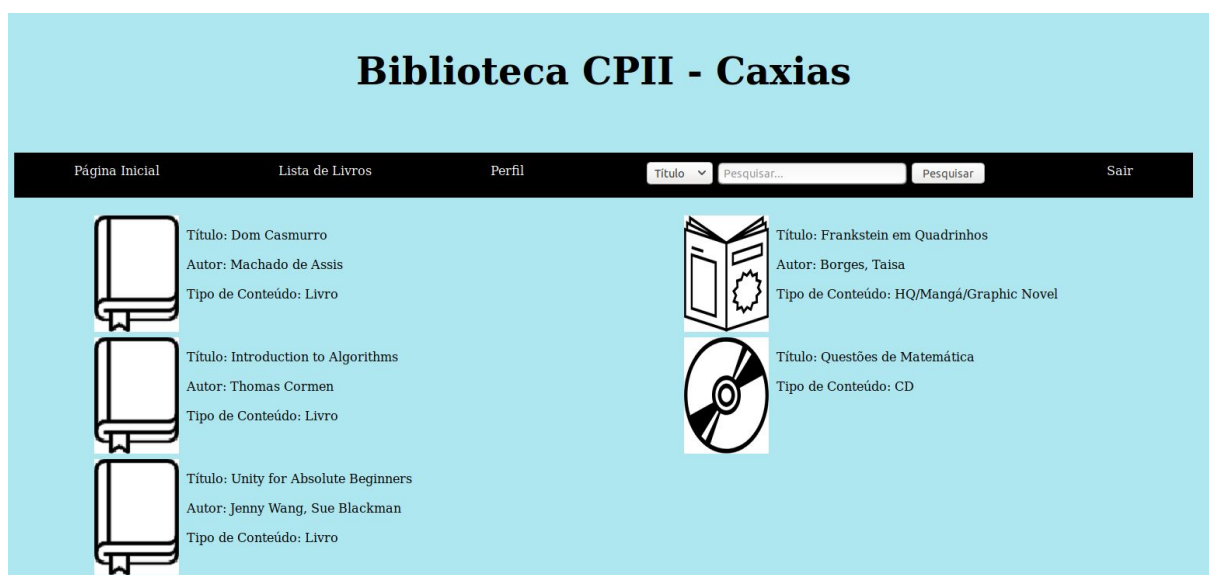 Biblioteca CPII - Caxias
Página Inicial
Lista de Livros
Perfil
Título
Pesquisar...
Pesquisar
Sair
Título: Dom Casmurro
Autor: Machado de Assis
Tipo de Conteúdo: Livro
Título: Frankstein em Quadrinhos
Autor: Borges, Taisa
Tipo de Conteúdo: HQ/Mangá/Graphic Novel
Título: Introduction to Algorithms
Autor: Thomas Cormen
Tipo de Conteúdo: Livro
Título: Questões de Matemática
Tipo de Conteúdo: CD
Título: Unity for Absolute Beginners
Autor: Jenny Wang, Sue Blackman
Tipo de Conteúdo: Livro